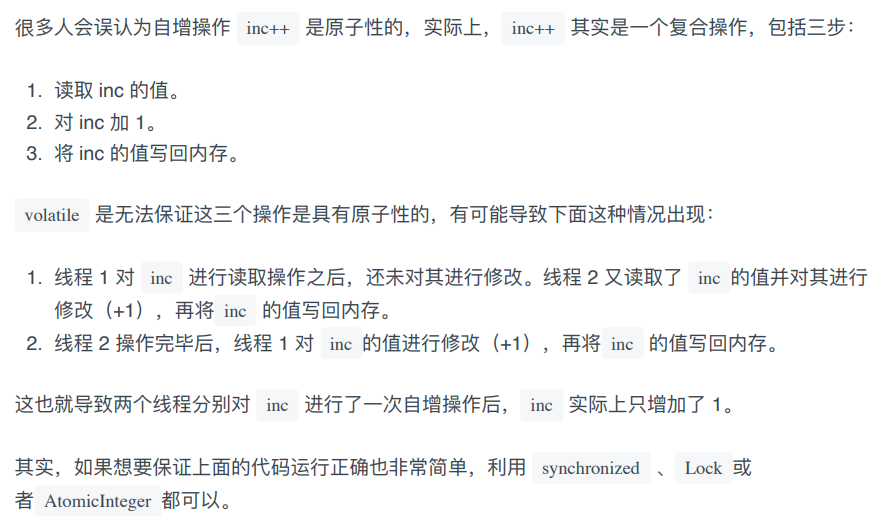 很多人会误认为自增操作 inc++ 是原子性的，实际上， inc++ 其实是一个复合操作，包括三步：
1. 读取 inc 的值。
2. 对 inc 加 1。
3. 将 inc 的值写回内存。
volatile 是无法保证这三个操作是具有原子性的，有可能导致下面这种情况出现：
1. 线程 1 对 inc 进行读取操作之后，还未对其进行修改。线程 2 又读取了 inc 的值并对其进行
修改（+1），再将 inc 的值写回内存。
2. 线程 2 操作完毕后，线程 1 对 inc 的值进行修改（+1），再将 inc 的值写回内存。
这也就导致两个线程分别对 inc 进行了一次自增操作后， inc 实际上只增加了 1。
其实，如果想要保证上面的代码运行正确也非常简单，利用 synchronized 、 Lock 或
者 AtomicInteger 都可以。